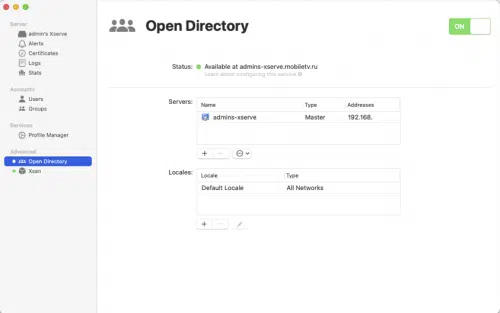 Server
admin's Xserve
Alerts
Certificates
Logs
Stats
Accounts
Users
Groups
Services
Profile Manager
Advanced
Open Directory
Xsan
Open Directory
ON
Status: Available at admins-xserve.mobiletv.ru
Learn about configuring this service
Servers:
Name Type Addresses
admins-xserve Master 192.168.
Locales:
Locale Type
Default Locale All Networks